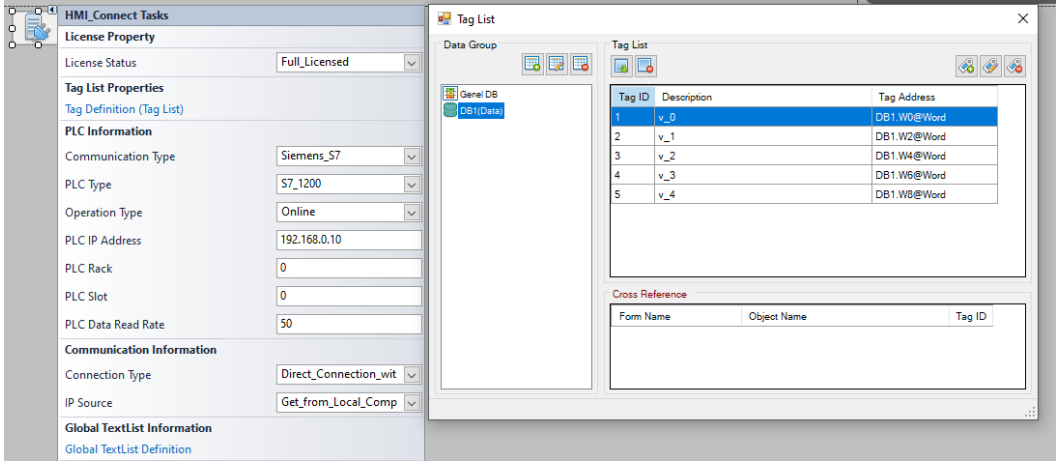 HMI_Connect Tasks
License Property
License Status Full_Licensed
Tag List Properties
Tag Definition (Tag List)
PLC Information
Communication Type Siemens_S7
PLC Type S7_1200
Operation Type Online
PLC IP Address 192.168.0.10
PLC Rack 0
PLC Slot 0
PLC Data Read Rate 50
Communication Information
Connection Type Direct_Connection_wit
IP Source Get_from_Local_Comp
Global TextList Information
Global TextList Definition
Tag List
Data Group
Genel DB
DB1(Data)
Tag List
Tag ID Description Tag Address
1 v_0 DB1.W0@Word
2 v_1 DB1.W2@Word
3 v_2 DB1.W4@Word
4 v_3 DB1.W6@Word
5 v_4 DB1.W8@Word
Cross Reference
Form Name Object Name Tag ID